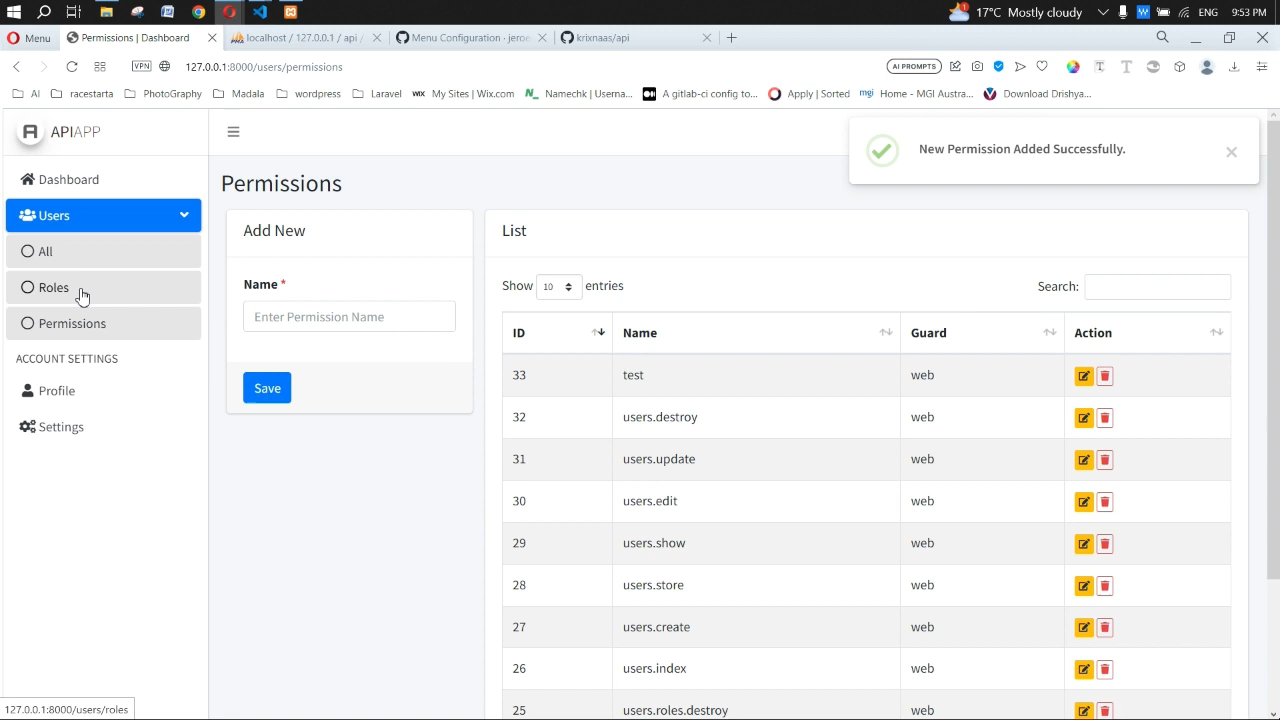 17°C Mostly cloudy ENG 9:53 PM
Menu Permissions | Dashboard localhost / 127.0.0.1 / api / Menu Configuration · jeroe krixnaas/api
VPN 127.0.0.1:8000/users/permissions AI PROMPTS
AI racestarta PhotoGraphy Madala wordpress Laravel WIX My Sites | Wix.com Namechk | Userna... A gitlab-ci config to... Apply | Sorted mgi Home - MGI Austra... Download Drishya...
A APIAPP
New Permission Added Successfully.
Dashboard
Users
All
Roles
Permissions
ACCOUNT SETTINGS
Profile
Settings
Permissions
Add New
Name *
Enter Permission Name
Save
List
Show 10 entries Search:
ID Name Guard Action
33 test web
32 users.destroy web
31 users.update web
30 users.edit web
29 users.show web
28 users.store web
27 users.create web
26 users.index web
25 users.roles.destroy web
127.0.0.1:8000/users/roles